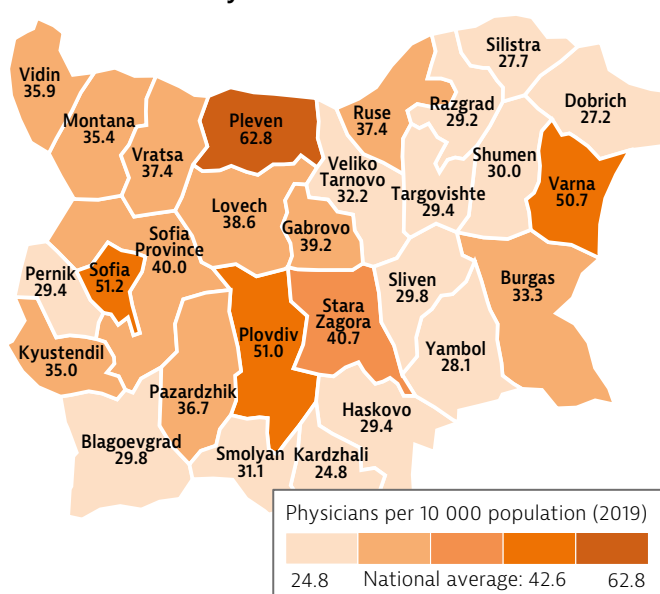 Silistra
27.7
Vidin
35.9
Dobrich
27.2
Razgrad
29.2
Montana
35.4
Pleven
62.8
Ruse
37.4
Vratsa
37.4
Shumen
30.0
Veliko
Tarnovo
32.2
Varna
50.7
Targovishte
29.4
Lovech
38.6
Gabrovo
39.2
Sofia
Province
40.0
Pernik
29.4
Sofia
51.2
Sliven
29.8
Burgas
33.3
Stara
Zagora
40.7
Plovdiv
51.0
Kyustendil
35.0
Yambol
28.1
Pazardzhik
36.7
Haskovo
29.4
Blagoevgrad
29.8
Smolyan
31.1
Kardzhali
24.8
Physicians per 10 000 population (2019)
24.8 National average: 42.6 62.8